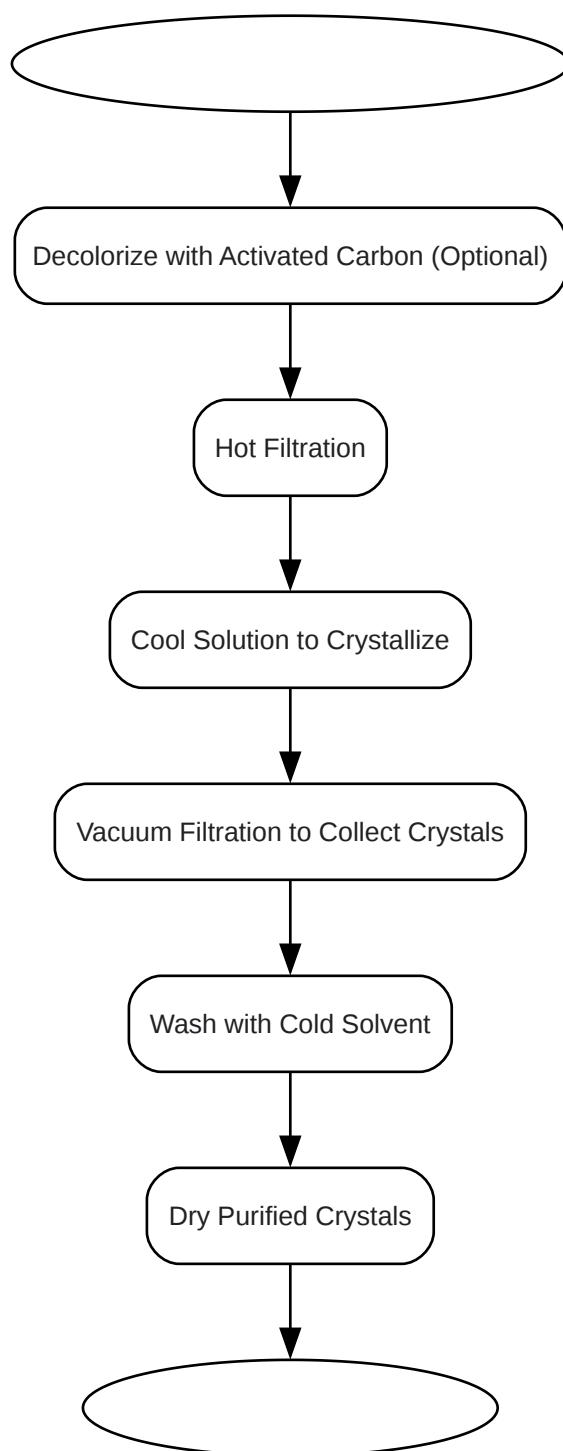 Decolorize with Activated Carbon (Optional)
Hot Filtration
Cool Solution to Crystallize
Vacuum Filtration to Collect Crystals
Wash with Cold Solvent
Dry Purified Crystals